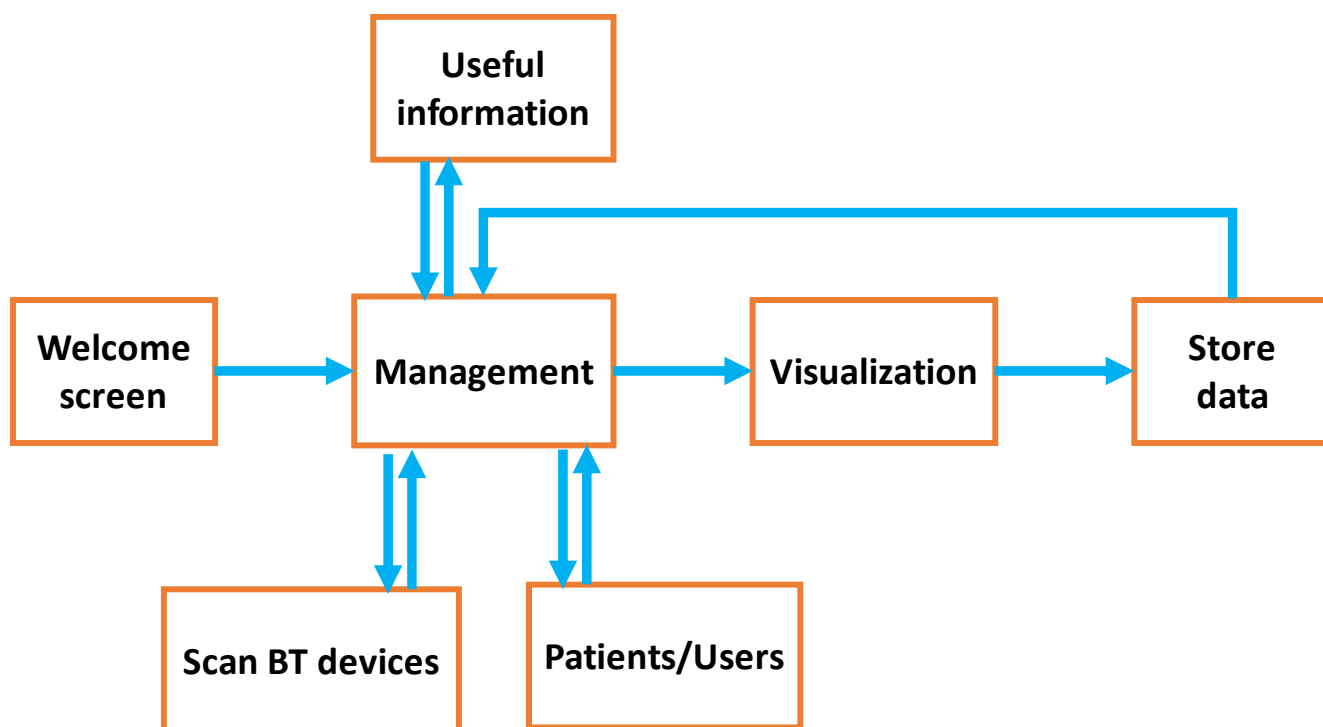 Useful
information
Welcome
screen
Management
Visualization
Store
data
Scan BT devices
Patients/Users